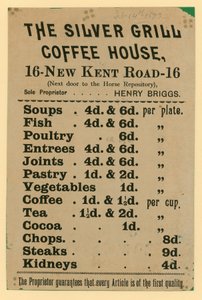 THE SILVER GRILL
COFFEE HOUSE,
16-NEW KENT ROAD-16
(Next door to the Horse Repository),
Sole Proprietor HENRY BRIGGS.
Soups . 4d. & 6d. per plate.
Fish . 4d. & 6d. „
Poultry . 6d. „
Entrees 4d. & 6d. „
Joints . 4d. & 6d. „
Pastry . 1d. & 2d. „
Vegetables 1d. „
Coffee . 1d. & 1½d. per cup.
Tea . 1½d. & 2d. „
Cocoa . 1d. „
Chops . . 8d.
Steaks . . 9d.
Kidneys . 4d.
The Proprietor guarantees that every Article is of the first quality.